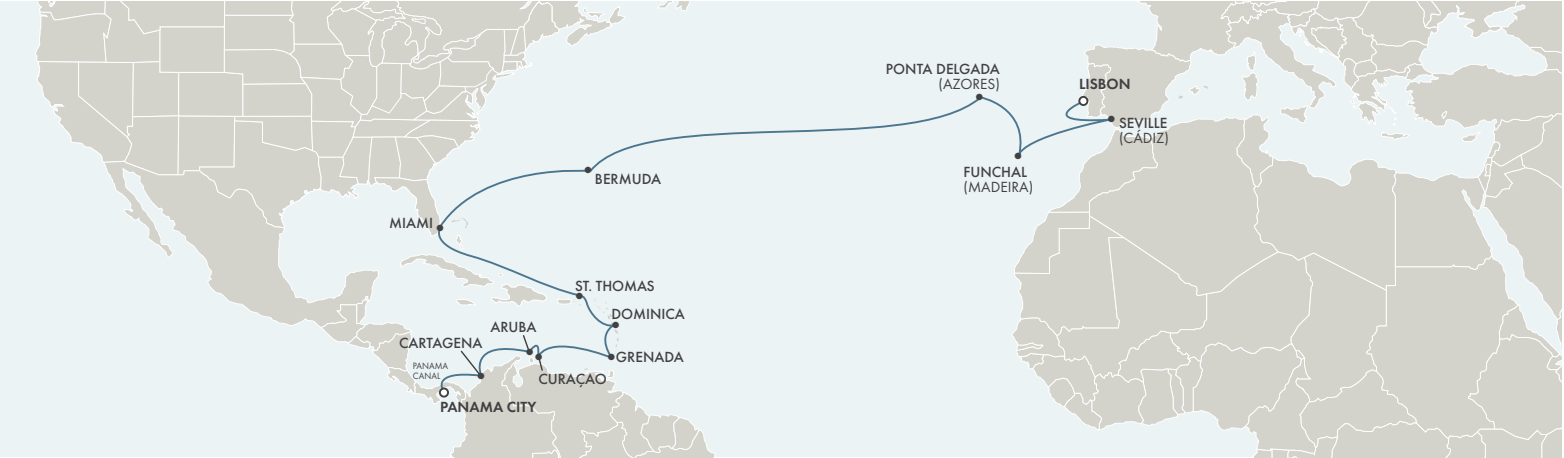 PONTA DELGADA
(AZORES)
LISBON
SEVILLE
(CÁDIZ)
FUNCHAL
(MADEIRA)
BERMUDA
MIAMI
ST. THOMAS
DOMINICA
ARUBA
CARTAGENA
GRENADA
PANAMA
CANAL
CURAÇAO
PANAMA CITY